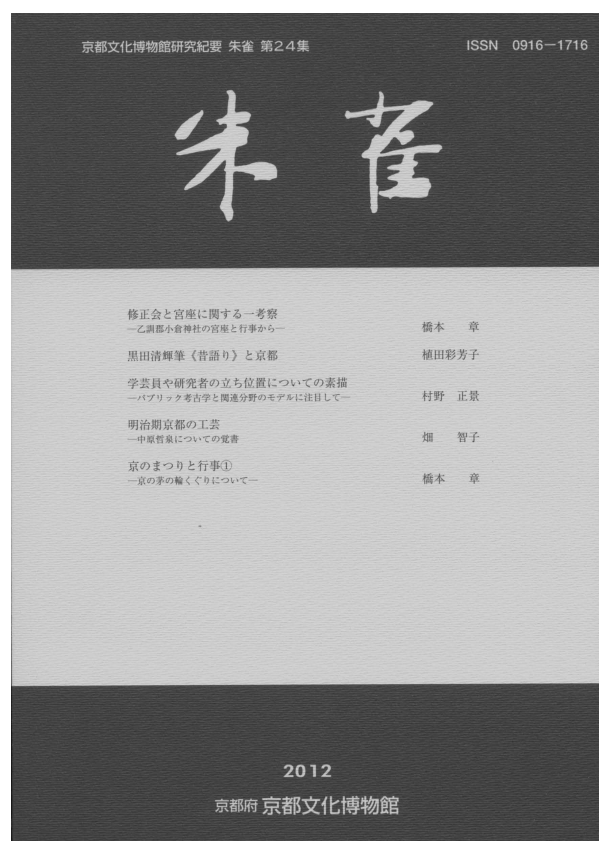 京都文化博物館研究紀要 朱雀 第24集 ISSN 0916-1716
朱雀
修正会と宮座に関する一考察
―乙訓郡小倉神社の宮座と行事から― 橋本 章
黒田清輝筆《昔語り》と京都 植田彩芳子
学芸員や研究者の立ち位置についての素描
―パブリック考古学と関連分野のモデルに注目して― 村野 正景
明治期京都の工芸
―中原哲泉についての覚書 畑 智子
京のまつりと行事①
―京の茅の輪くぐりについて― 橋本 章
2012
京都府 京都文化博物館